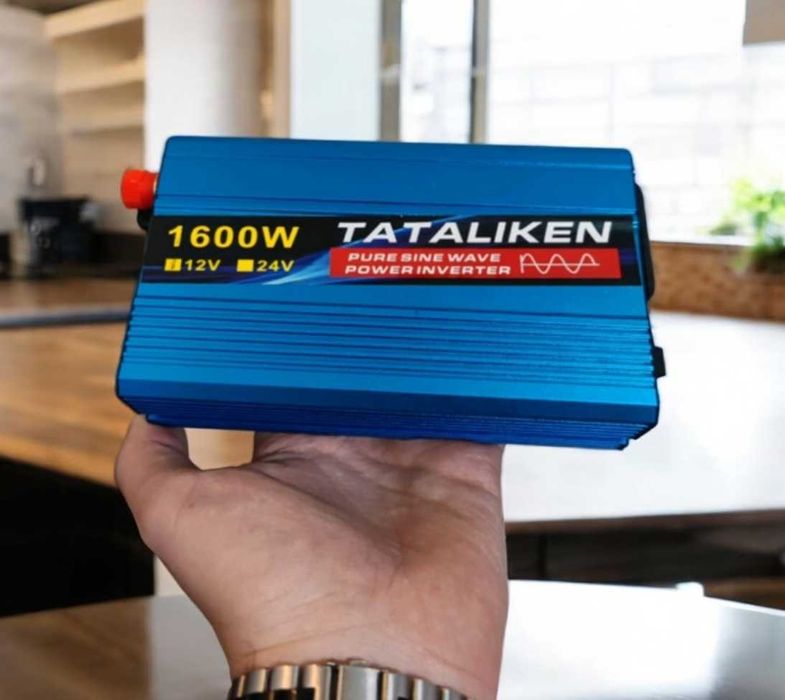 1600W
12V 24V
TATALIKEN
PURE SINE WAVE
POWER INVERTER